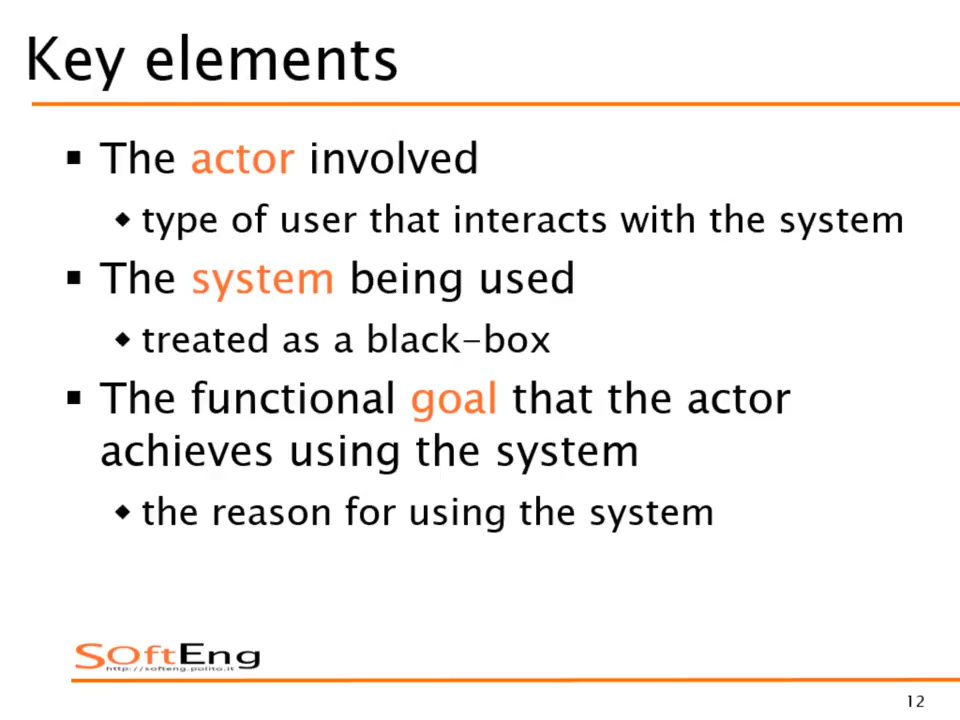 Key elements
▪ The actor involved
◆ type of user that interacts with the system
▪ The system being used
◆ treated as a black-box
▪ The functional goal that the actor
achieves using the system
◆ the reason for using the system
SOftEng
http://softeng.polito.it
12